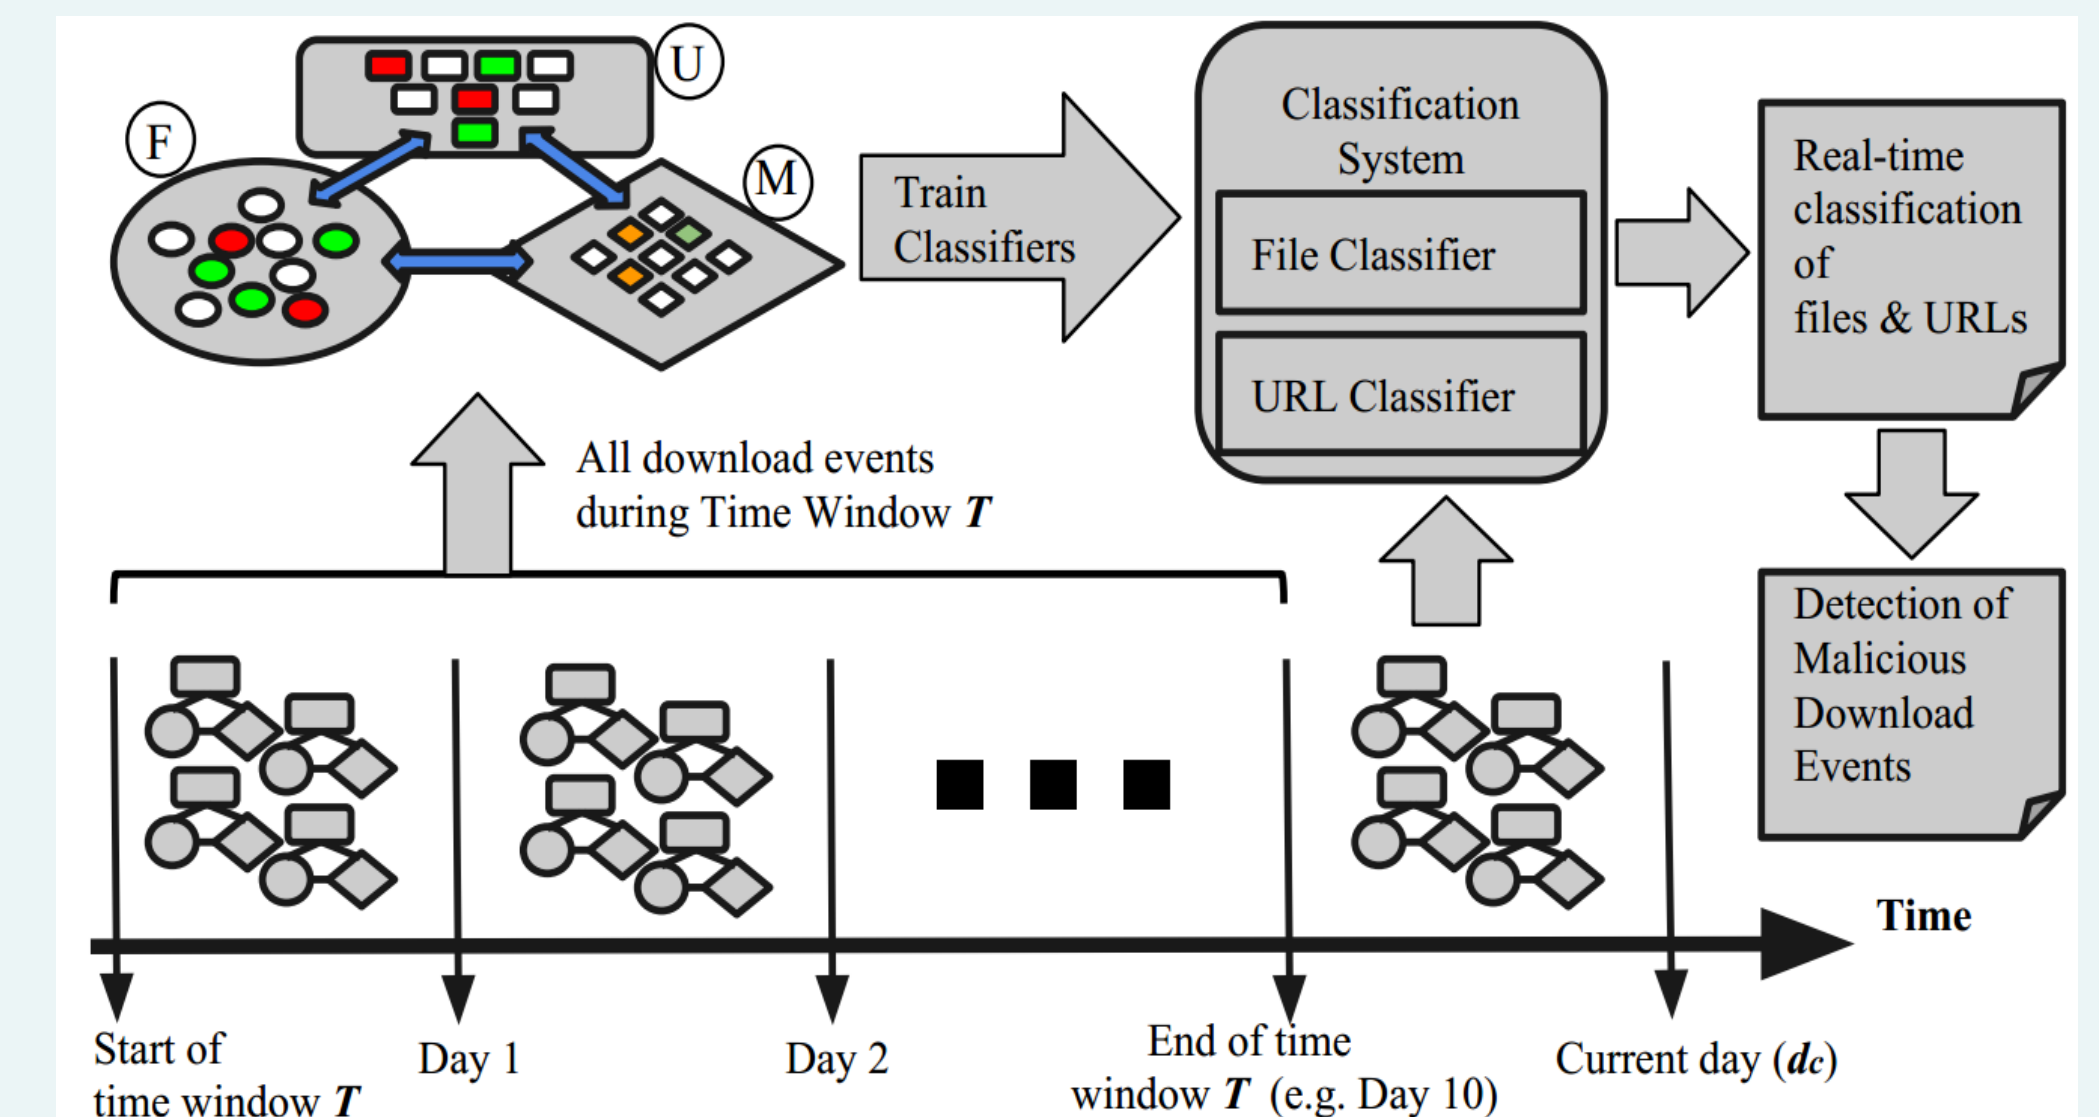 U
F
M
Train
Classifiers
Classification
System
File Classifier
URL Classifier
Real-time
classification
of
files & URLs
All download events
during Time Window T
Detection of
Malicious
Download
Events
Time
Start of
time window T
Day 1
Day 2
End of time
window T (e.g. Day 10)
Current day (dc)